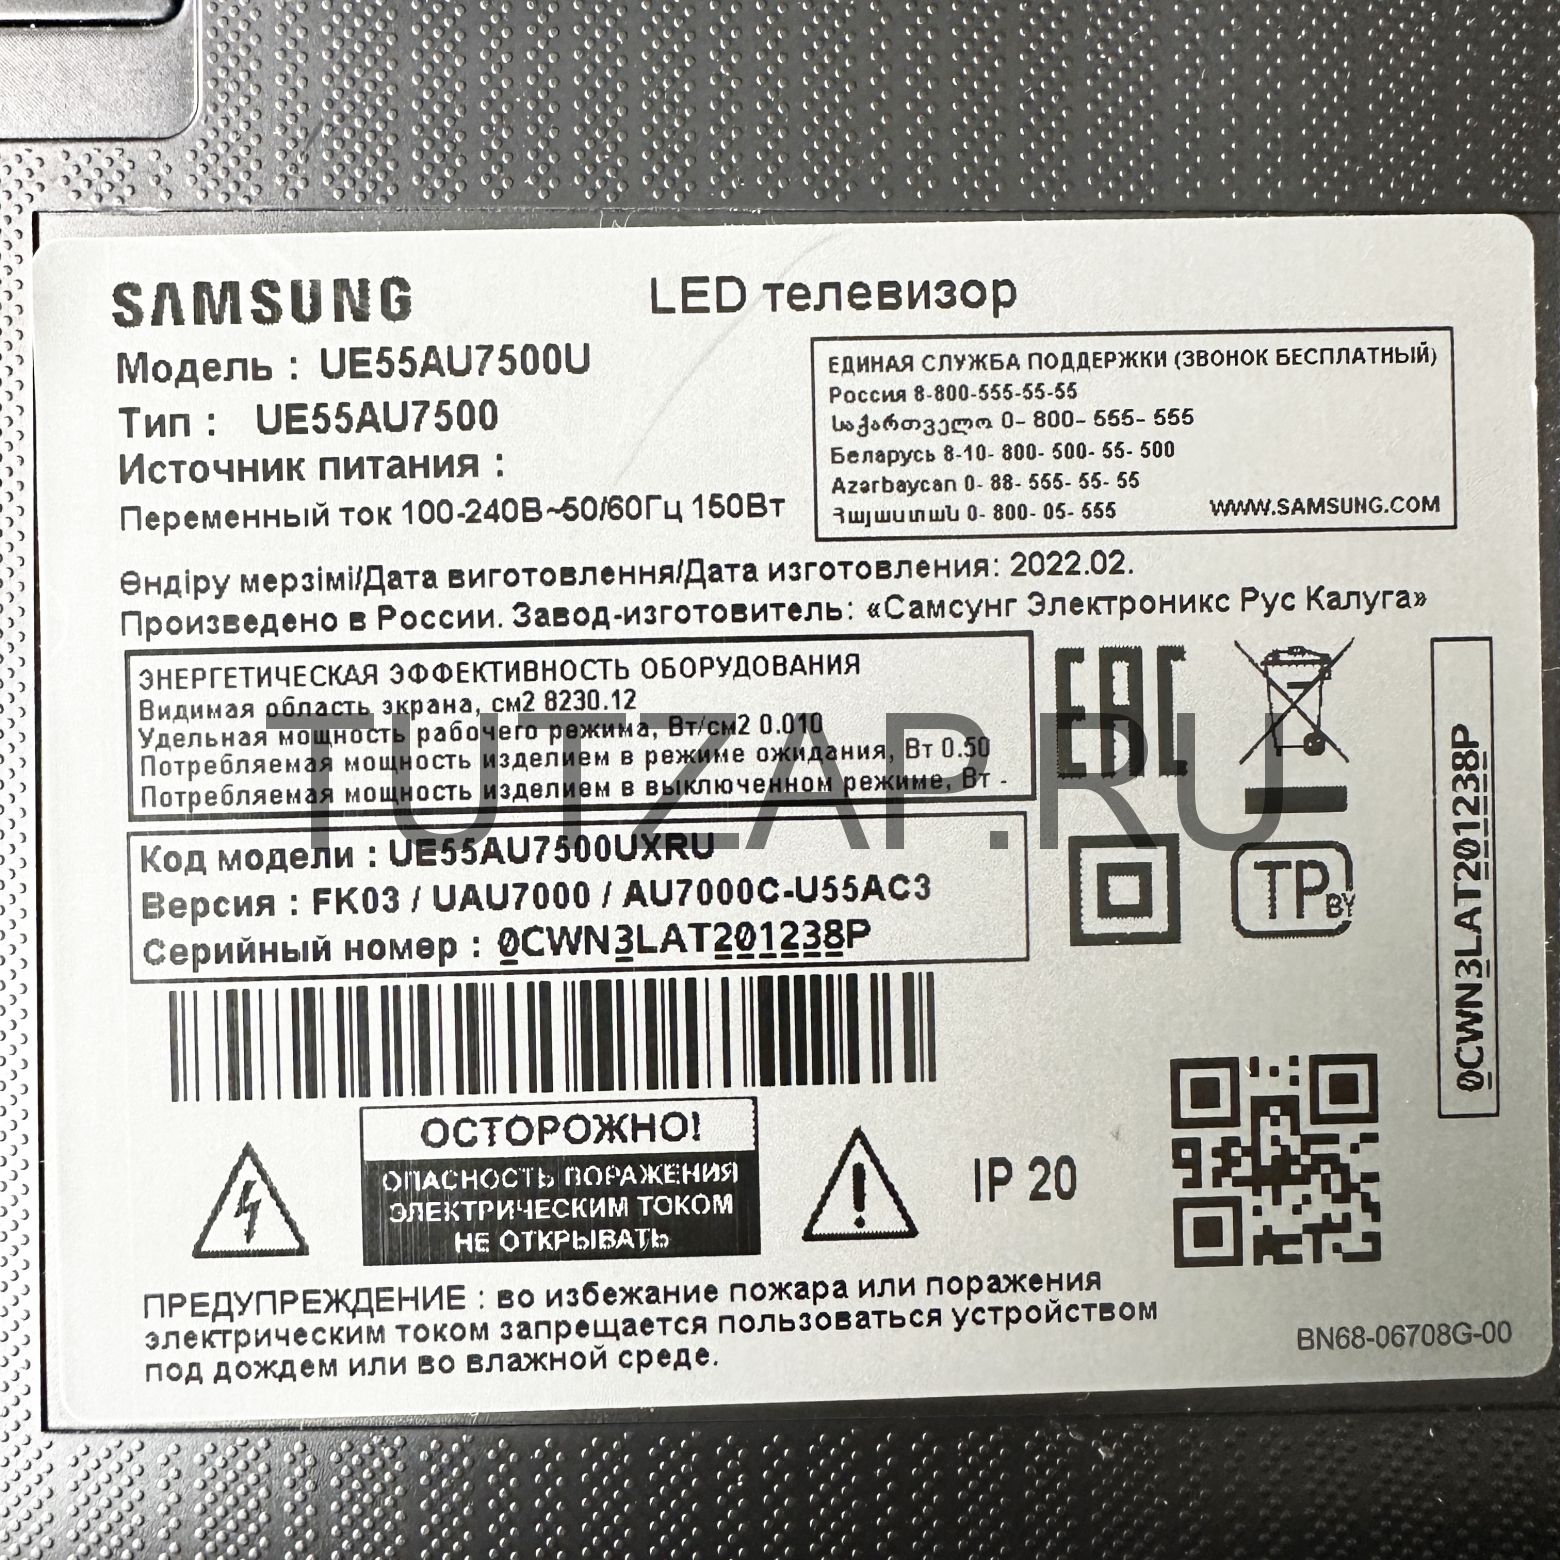 SAMSUNG
LED телевизор
Модель : UE55AU7500U
Тип : UE55AU7500
Источник питания :
Переменный ток 100-240В~50/60Гц 150Вт
ЕДИНАЯ СЛУЖБА ПОДДЕРЖКИ (ЗВОНОК БЕСПЛАТНЫЙ)
Россия 8-800-555-55-55
საქართველო 0- 800- 555- 555
Беларусь 8-10- 800- 500- 55- 500
Azərbaycan 0- 88- 555- 55- 55
Հայաստան 0- 800- 05- 555
WWW.SAMSUNG.COM
Өндіру мерзімі/Дата виготовлення/Дата изготовления: 2022.02.
Произведено в России. Завод-изготовитель: «Самсунг Электроникс Рус Калуга»
ЭНЕРГЕТИЧЕСКАЯ ЭФФЕКТИВНОСТЬ ОБОРУДОВАНИЯ
Видимая область экрана, см2 8230.12
Удельная мощность рабочего режима, Вт/см2 0.010
Потребляемая мощность изделием в режиме ожидания, Вт 0.50
Потребляемая мощность изделием в выключенном режиме, Вт -
TUTZAP.RU
EAC
Код модели : UE55AU7500UXRU
Версия : FK03 / UAU7000 / AU7000C-U55AC3
Серийный номер : 0CWN3LAT201238P
TP BY
0CWN3LAT201238P
ОСТОРОЖНО!
ОПАСНОСТЬ ПОРАЖЕНИЯ
ЭЛЕКТРИЧЕСКИМ ТОКОМ
НЕ ОТКРЫВАТЬ
IP 20
ПРЕДУПРЕЖДЕНИЕ : во избежание пожара или поражения
электрическим током запрещается пользоваться устройством
под дождем или во влажной среде.
BN68-06708G-00